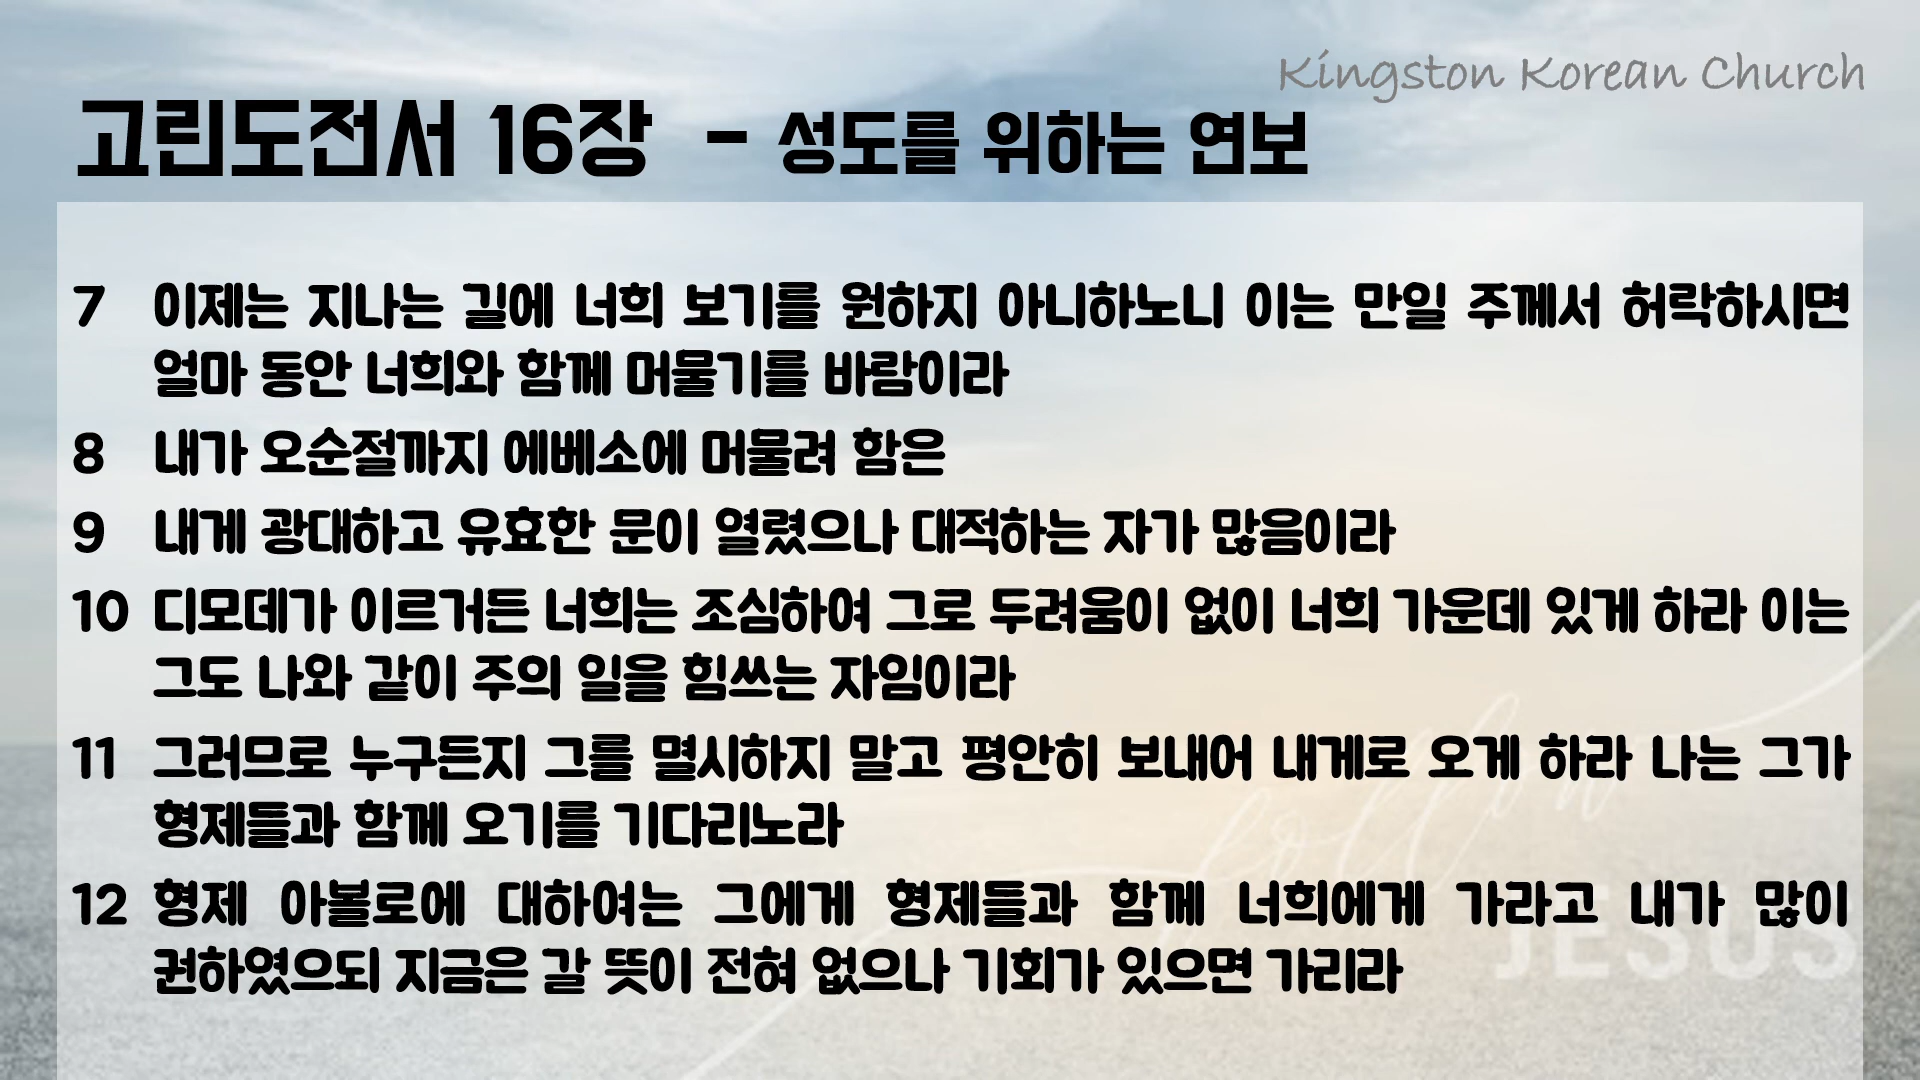 Kingston Korean Church
고린도전서 16장 - 성도를 위하는 연보
7 이제는 지나는 길에 너희 보기를 원하지 아니하노니 이는 만일 주께서 허락하시면
얼마 동안 너희와 함께 머물기를 바람이라
8 내가 오순절까지 에베소에 머물려 함은
9 내게 광대하고 유효한 문이 열렸으나 대적하는 자가 많음이라
10 디모데가 이르거든 너희는 조심하여 그로 두려움이 없이 너희 가운데 있게 하라 이는
그도 나와 같이 주의 일을 힘쓰는 자임이라
11 그러므로 누구든지 그를 멸시하지 말고 평안히 보내어 내게로 오게 하라 나는 그가
형제들과 함께 오기를 기다리노라
12 형제 아볼로에 대하여는 그에게 형제들과 함께 너희에게 가라고 내가 많이
권하였으되 지금은 갈 뜻이 전혀 없으나 기회가 있으면 가리라
follow
JESUS